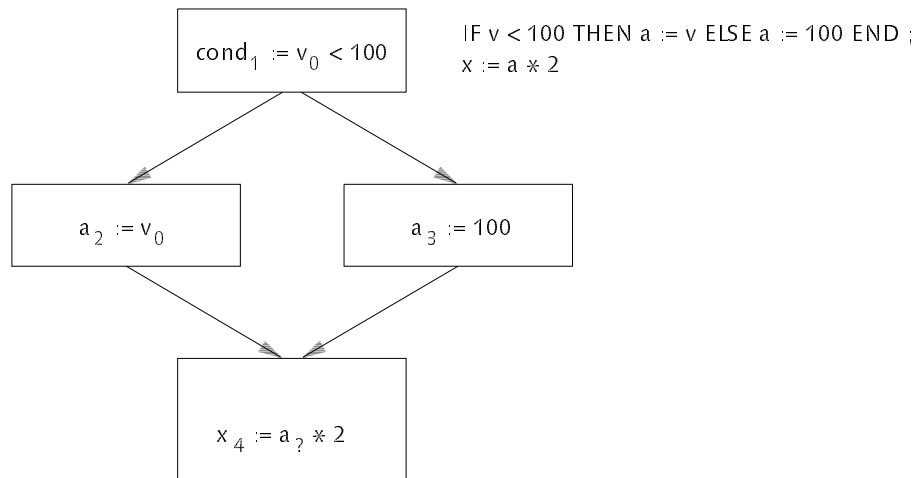 cond1 := v0 < 100
IF v < 100 THEN a := v ELSE a := 100 END ;
x := a * 2
a2 := v0
a3 := 100
x4 := a? * 2